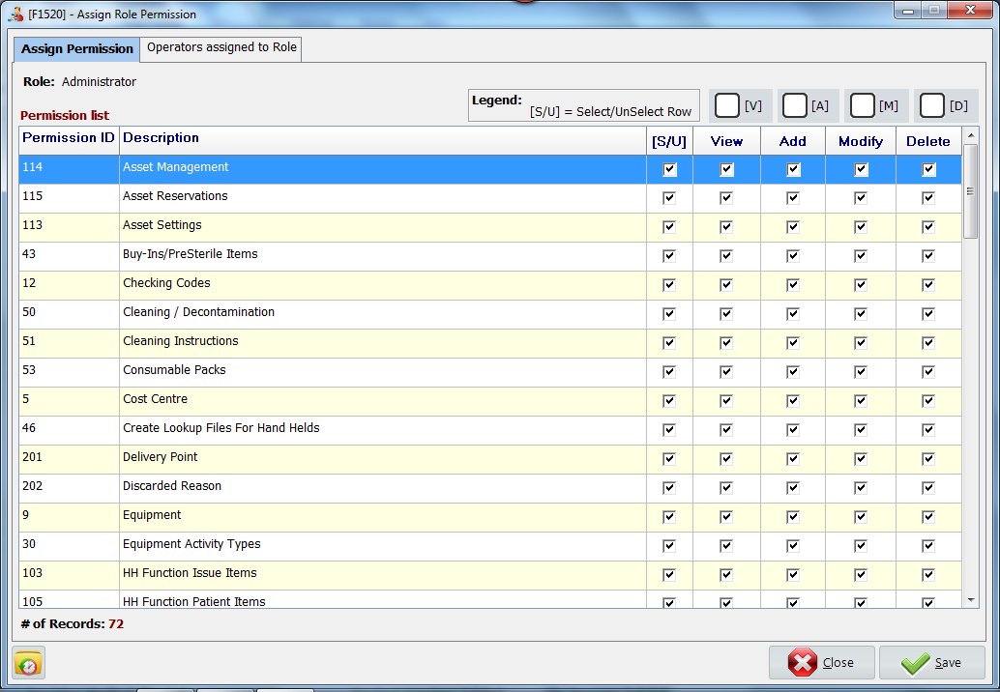 [F1520] - Assign Role Permission
Assign Permission Operators assigned to Role
Role: Administrator
Legend:
[S/U] = Select/UnSelect Row [V] [A] [M] [D]
Permission list
Permission ID Description [S/U] View Add Modify Delete
114 Asset Management
115 Asset Reservations
113 Asset Settings
43 Buy-Ins/PreSterile Items
12 Checking Codes
50 Cleaning / Decontamination
51 Cleaning Instructions
53 Consumable Packs
5 Cost Centre
46 Create Lookup Files For Hand Helds
201 Delivery Point
202 Discarded Reason
9 Equipment
30 Equipment Activity Types
103 HH Function Issue Items
105 HH Function Patient Items
# of Records: 72
Close Save